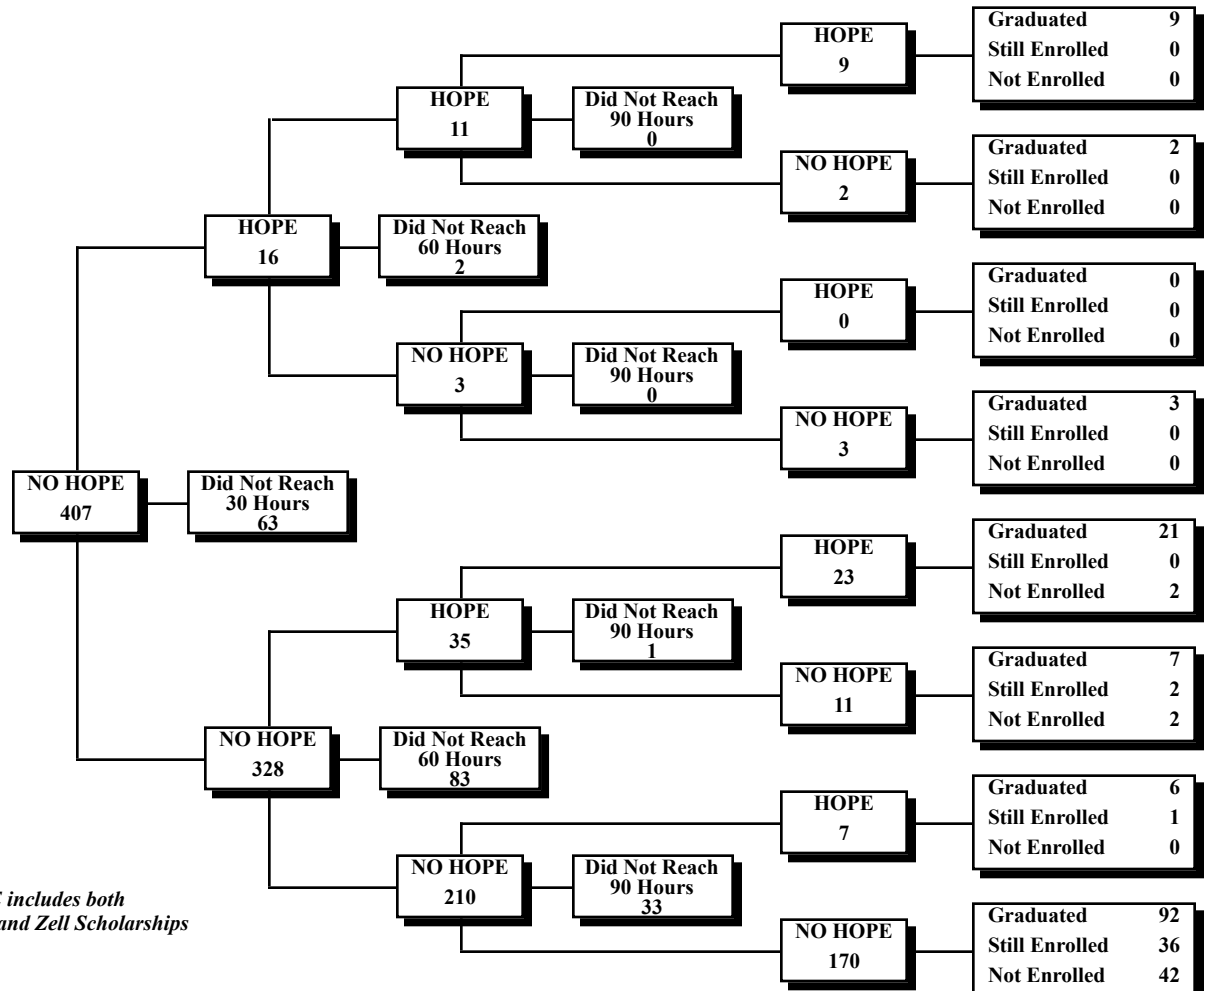 HOPE
9
Graduated 9
Still Enrolled 0
Not Enrolled 0
HOPE
11
Did Not Reach
90 Hours
0
NO HOPE
2
Graduated 2
Still Enrolled 0
Not Enrolled 0
HOPE
16
Did Not Reach
60 Hours
2
HOPE
0
Graduated 0
Still Enrolled 0
Not Enrolled 0
NO HOPE
3
Did Not Reach
90 Hours
0
NO HOPE
3
Graduated 3
Still Enrolled 0
Not Enrolled 0
NO HOPE
407
Did Not Reach
30 Hours
63
HOPE
23
Graduated 21
Still Enrolled 0
Not Enrolled 2
HOPE
35
Did Not Reach
90 Hours
1
NO HOPE
11
Graduated 7
Still Enrolled 2
Not Enrolled 2
NO HOPE
328
Did Not Reach
60 Hours
83
HOPE
7
Graduated 6
Still Enrolled 1
Not Enrolled 0
NO HOPE
210
Did Not Reach
90 Hours
33
NO HOPE
170
Graduated 92
Still Enrolled 36
Not Enrolled 42
includes both
and Zell Scholarships